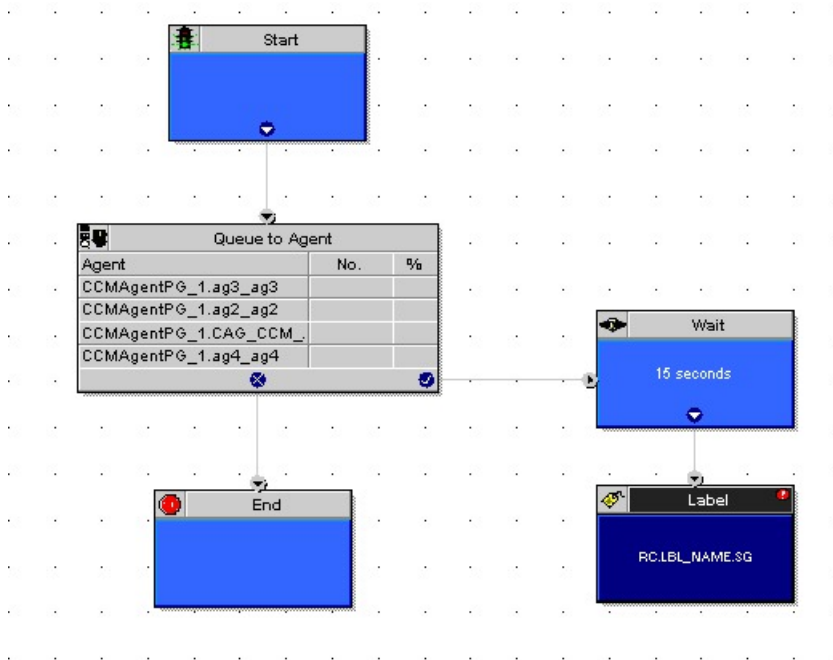 Start
Queue to Agent
Agent No. %
CCMAgentPG_1.ag3_ag3
CCMAgentPG_1.ag2_ag2
CCMAgentPG_1.CAG_CCM_.
CCMAgentPG_1.ag4_ag4
Wait
15 seconds
End
Label
RC.LBL_NAME.SG